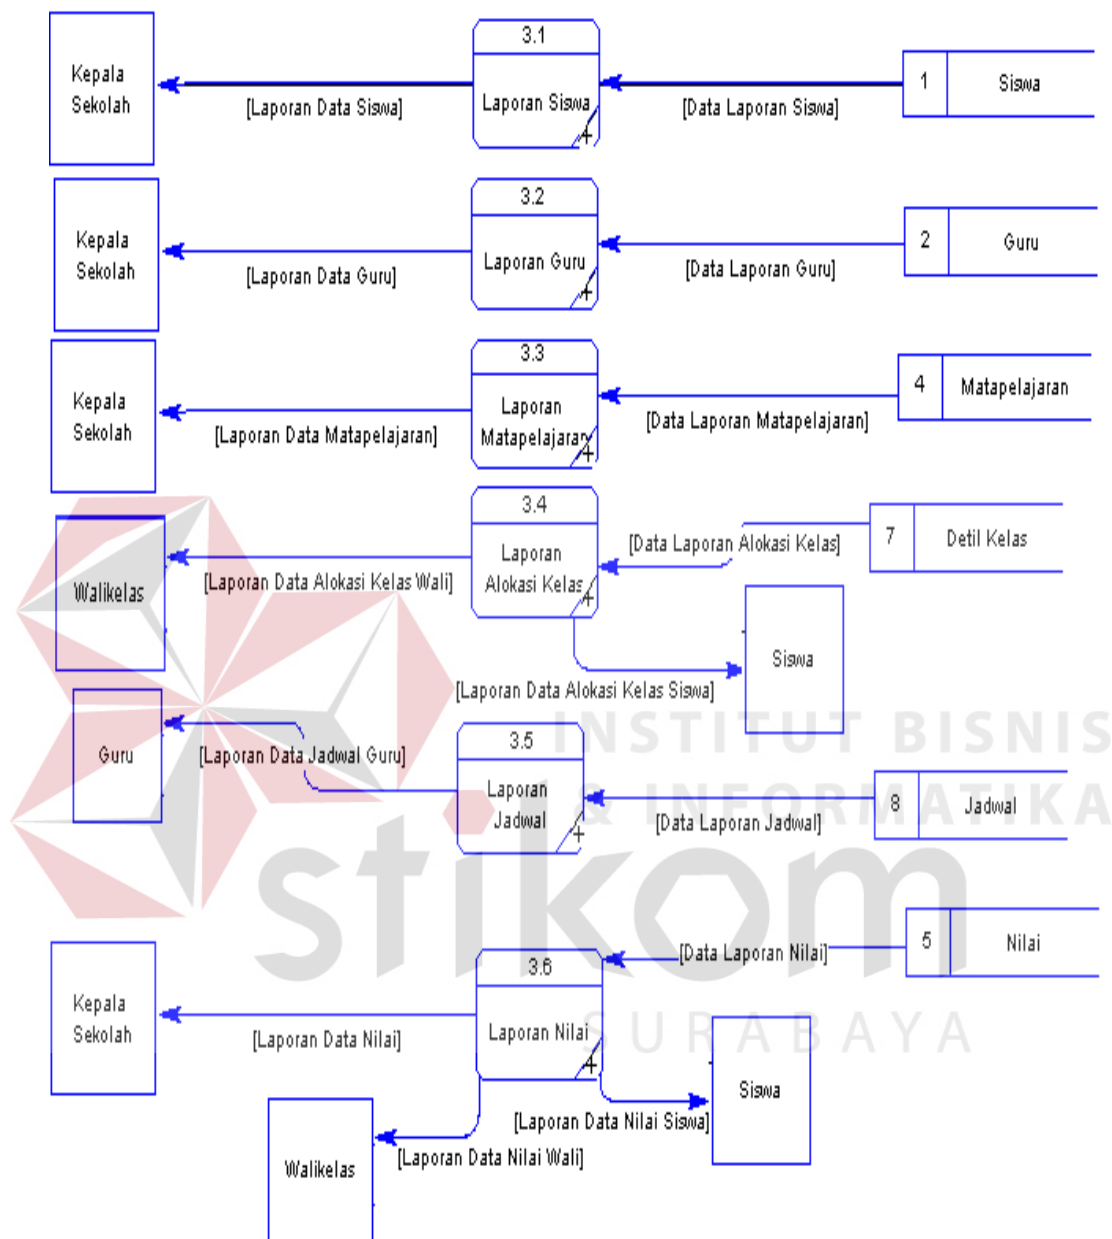 3.1
Kepala
Sekolah
[Laporan Data Siswa]
Laporan Siswa
[Data Laporan Siswa]
1
Siswa
3.2
Kepala
Sekolah
[Laporan Data Guru]
Laporan Guru
[Data Laporan Guru]
2
Guru
3.3
Kepala
Sekolah
[Laporan Data Matapelajaran]
Laporan
Matapelajaran
[Data Laporan Matapelajaran]
4
Matapelajaran
3.4
Walikelas
[Laporan Data Alokasi Kelas Wali]
Laporan
Alokasi Kelas
[Data Laporan Alokasi Kelas]
7
Detil Kelas
Siswa
[Laporan Data Alokasi Kelas Siswa]
Guru
[Laporan Data Jadwal Guru]
3.5
Laporan
Jadwal
[Data Laporan Jadwal]
8
Jadwal
INSTITUT BISNIS
& INFORMATIKA
stikom
SURABAYA
Kepala
Sekolah
[Laporan Data Nilai]
3.6
Laporan Nilai
[Data Laporan Nilai]
5
Nilai
Siswa
[Laporan Data Nilai Siswa]
Walikelas
[Laporan Data Nilai Wali]